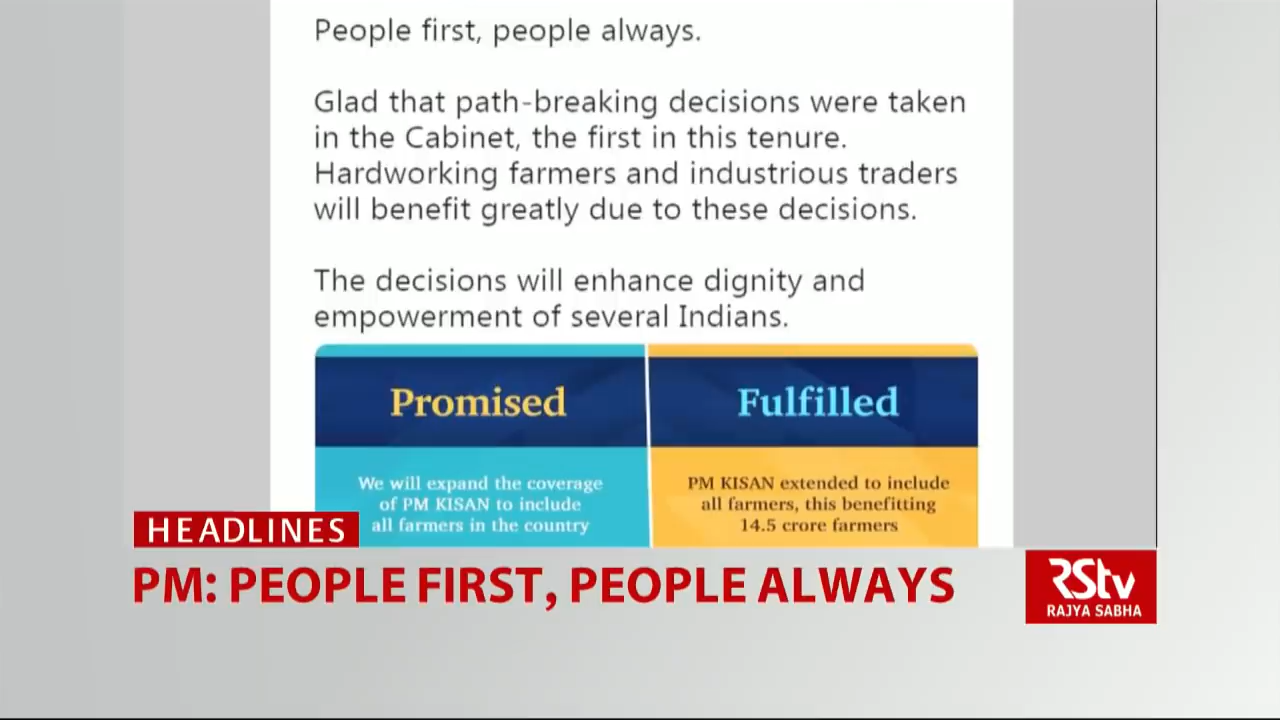 People first, people always.
Glad that path-breaking decisions were taken
in the Cabinet, the first in this tenure.
Hardworking farmers and industrious traders
will benefit greatly due to these decisions.
The decisions will enhance dignity and
empowerment of several Indians.
Promised
Fulfilled
We will expand the coverage
of PM KISAN to include
all farmers in the country
PM KISAN extended to include
all farmers, this benefitting
14.5 crore farmers
HEADLINES
PM: PEOPLE FIRST, PEOPLE ALWAYS
RStv
RAJYA SABHA